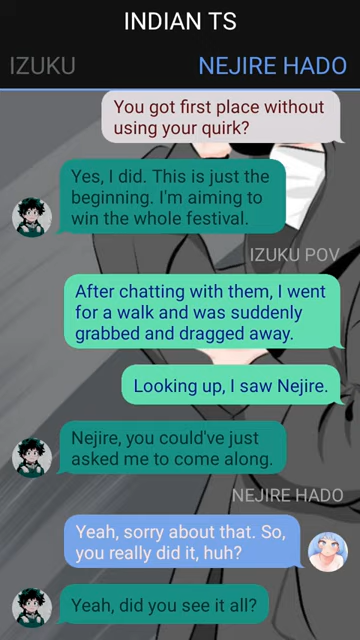 INDIAN TS
IZUKU
NEJIRE HADO
You got first place without
using your quirk?
Yes, I did. This is just the
beginning. I'm aiming to
win the whole festival.
IZUKU POV
After chatting with them, I went
for a walk and was suddenly
grabbed and dragged away.
Looking up, I saw Nejire.
Nejire, you could've just
asked me to come along.
NEJIRE HADO
Yeah, sorry about that. So,
you really did it, huh?
Yeah, did you see it all?